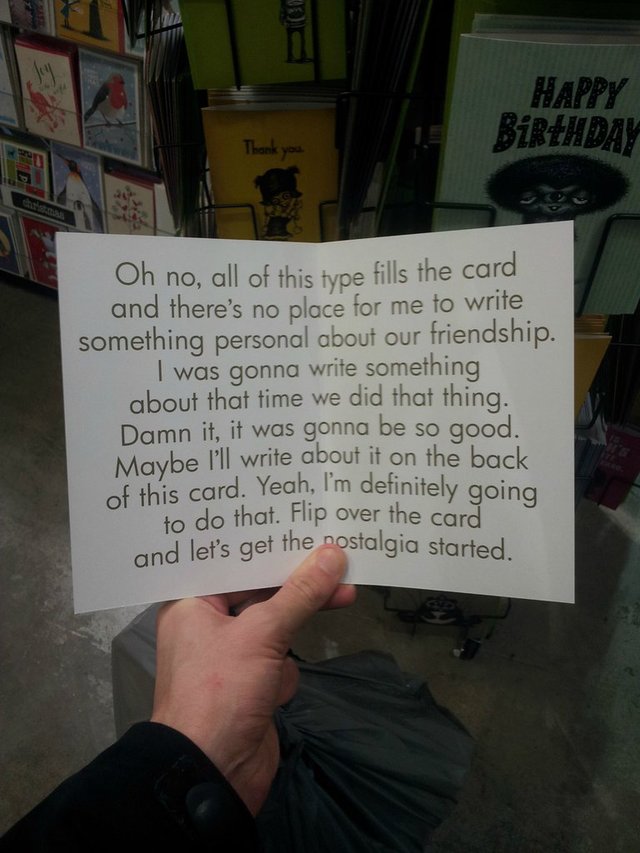 Joy
christmas
Thank you.
HAPPY
BiRTHDAY
Oh no, all of this type fills the card
and there's no place for me to write
something personal about our friendship.
I was gonna write something
about that time we did that thing.
Damn it, it was gonna be so good.
Maybe I'll write about it on the back
of this card. Yeah, I'm definitely going
to do that. Flip over the card
and let's get the nostalgia started.